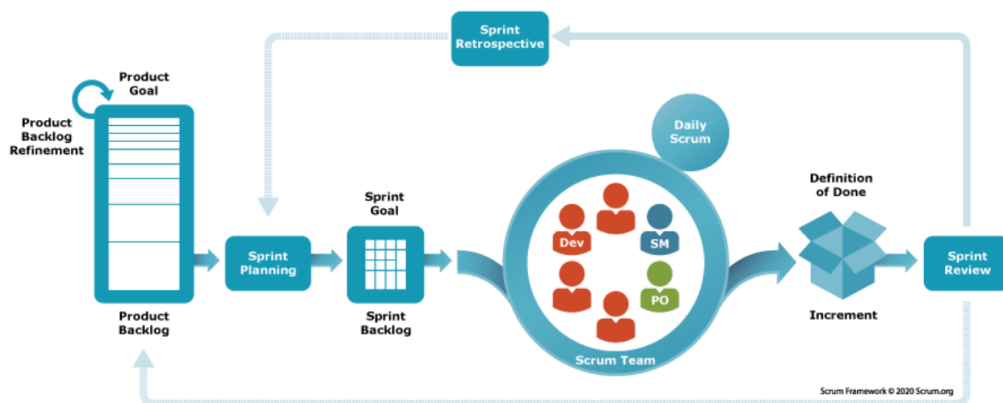 Sprint
Retrospective
Product
Goal
Product
Backlog
Refinement
Daily
Scrum
Sprint
Goal
Definition
of Done
Dev
SM
PO
Sprint
Planning
Sprint
Review
Product
Backlog
Sprint
Backlog
Increment
Scrum Team
Scrum Framework © 2020 Scrum.org